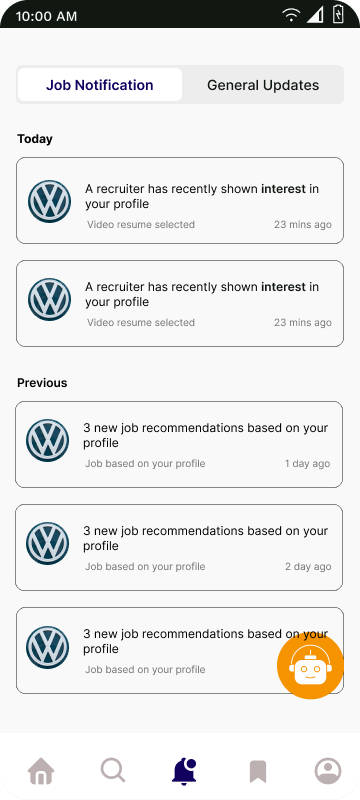 10:00 AM
Job Notification
General Updates
Today
A recruiter has recently shown interest in
your profile
Video resume selected
23 mins ago
A recruiter has recently shown interest in
your profile
Video resume selected
23 mins ago
Previous
3 new job recommendations based on your
profile
Job based on your profile
1 day ago
3 new job recommendations based on your
profile
Job based on your profile
2 day ago
3 new job recommendations based on your
profile
Job based on your profile